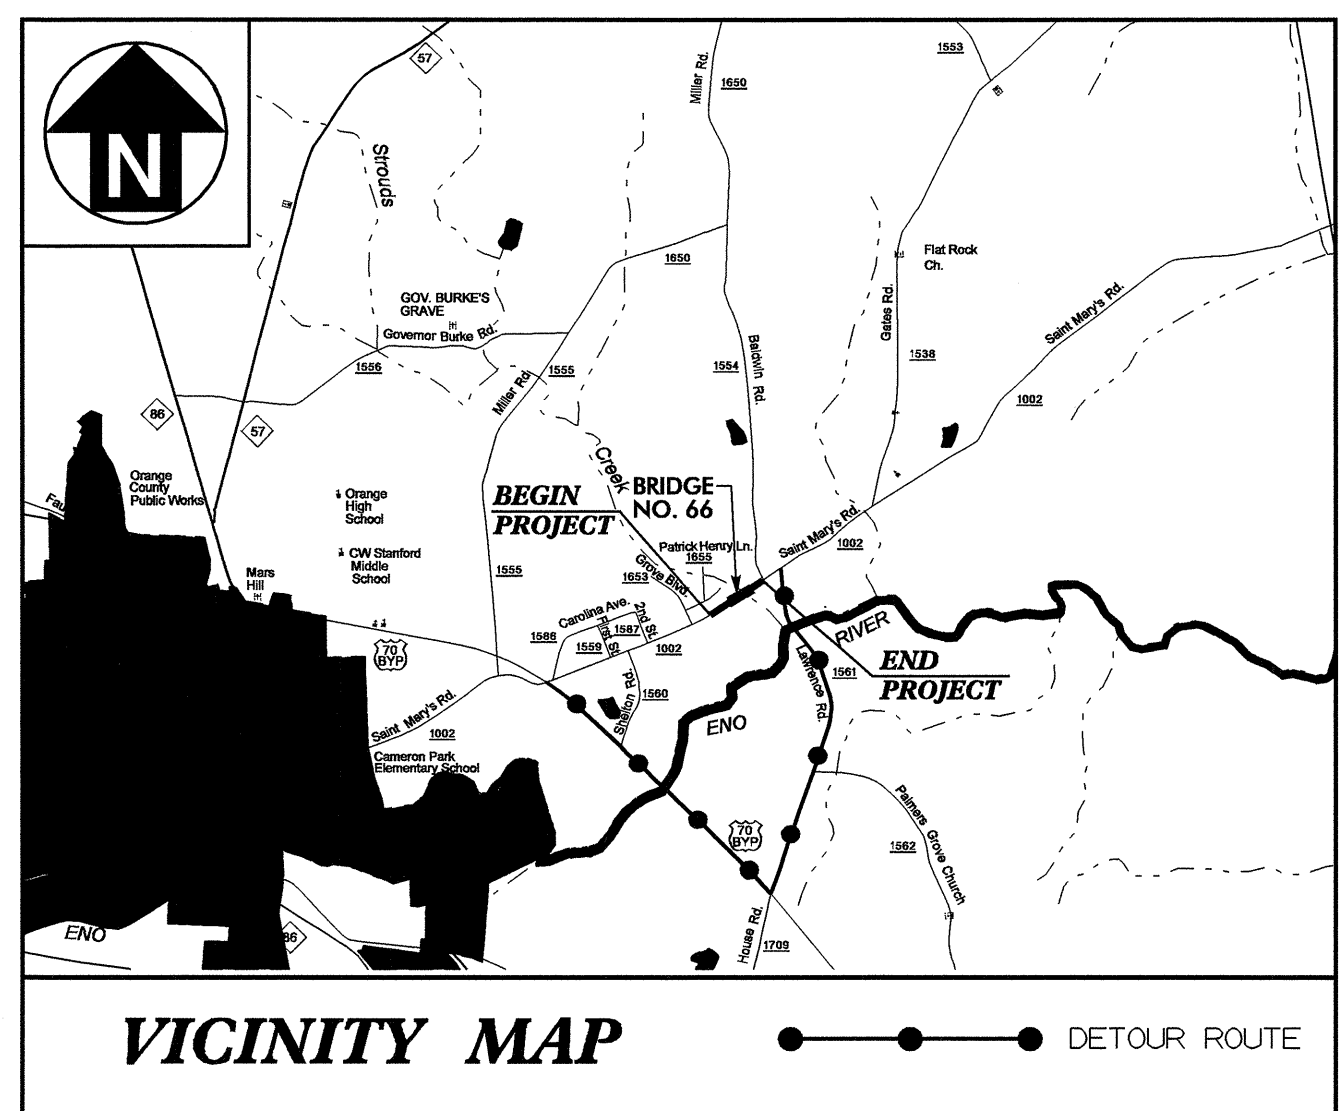 N
57
Miller Rd.
1650
1553
Strouds
1650
Flat Rock
Ch.
GOV. BURKE'S
GRAVE
Governor Burke Rd.
Gates Rd.
Saint Mary's Rd.
1556
Miller Rd.
1555
1554
Baldwin Rd.
1538
1002
86
57
Orange
County
Public Works
Creek
BRIDGE
NO. 66
BEGIN
PROJECT
Orange
High
School
Fau
CW Stanford
Middle
School
Saint Mary's Rd.
1002
Patrick Henry Ln.
1655
Mars
Hill
1555
1653
Grove Blvd.
Carolina Ave.
2nd St.
First St.
1586
1587
1559
1002
70
BYP
RIVER
END
PROJECT
Lawrence Rd.
1561
Shelton Rd.
1560
Saint Mary's Rd.
1002
ENO
Cameron Park
Elementary School
70
BYP
Palmers Grove Church
1562
ENO
86
House Rd.
1709
VICINITY MAP
DETOUR ROUTE